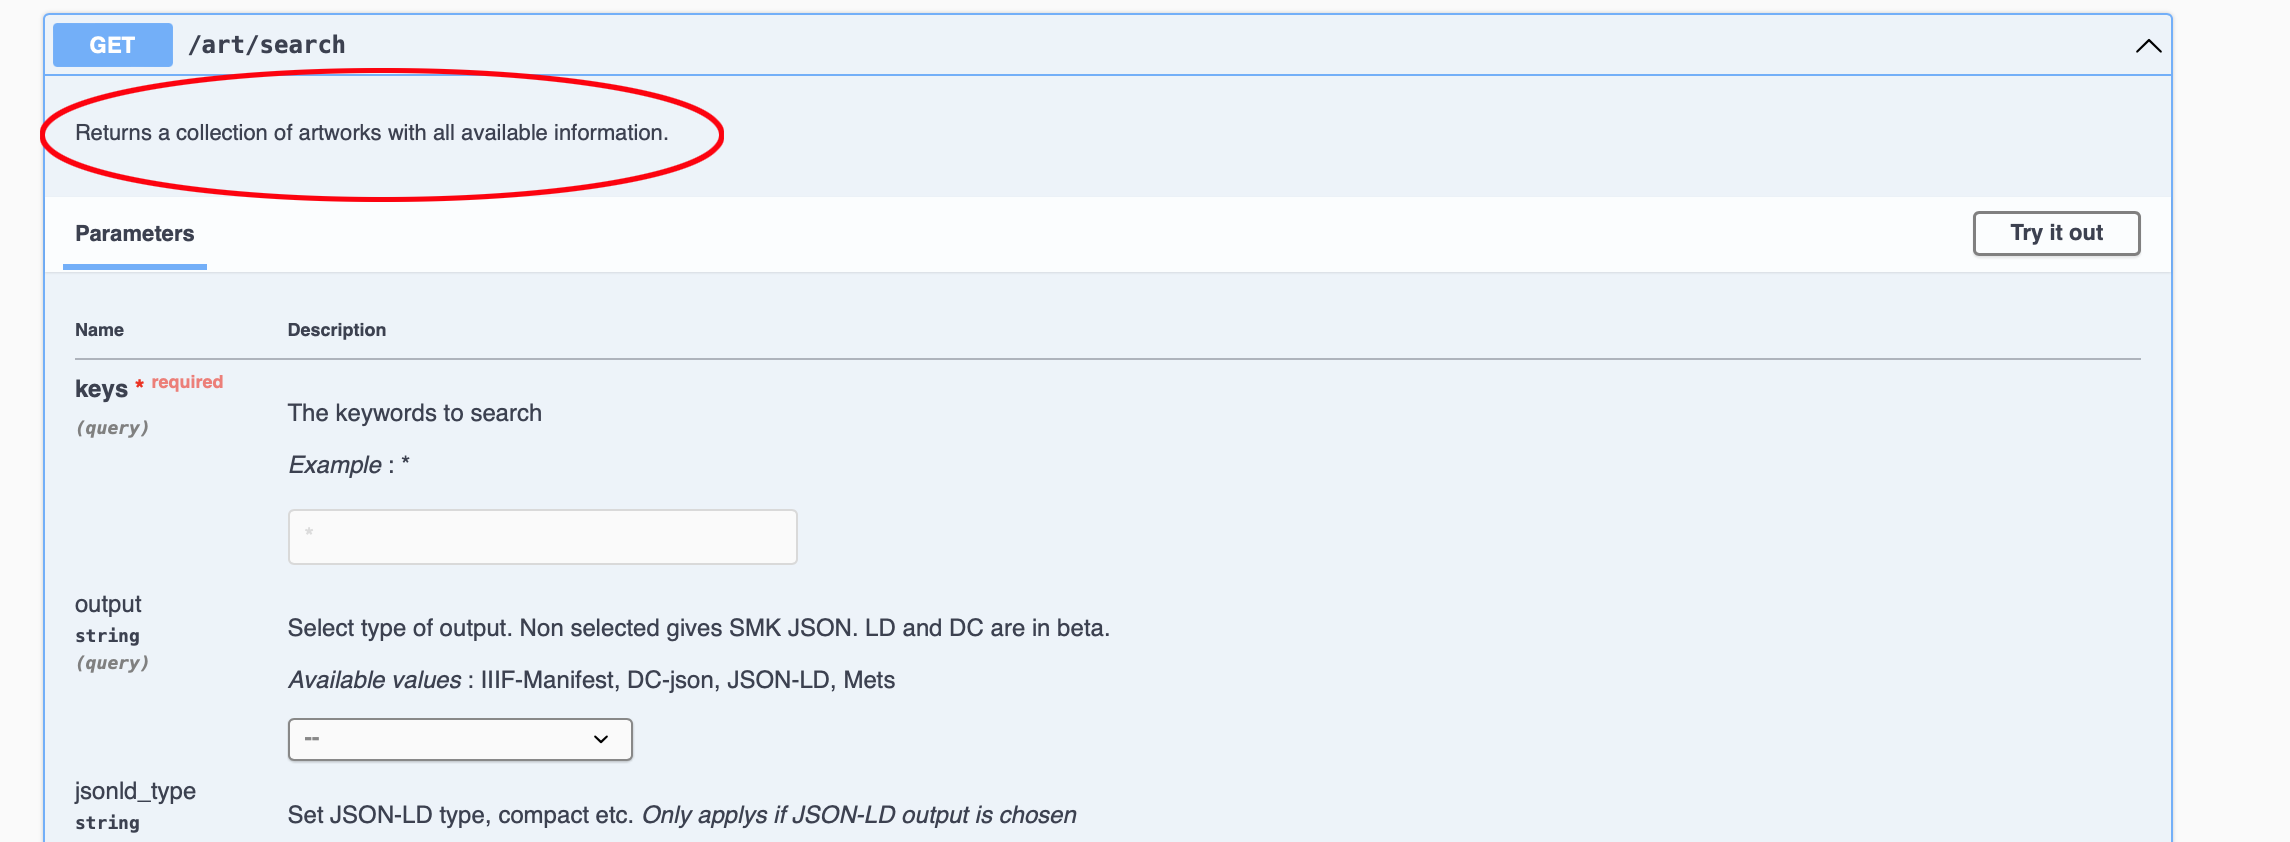 GET /art/search
Returns a collection of artworks with all available information.
Parameters
Try it out
Name Description
keys * required
(query)
The keywords to search
Example : *
*
output
string
(query)
Select type of output. Non selected gives SMK JSON. LD and DC are in beta.
Available values : IIIF-Manifest, DC-json, JSON-LD, Mets
--
jsonld_type
string
Set JSON-LD type, compact etc. Only applys if JSON-LD output is chosen